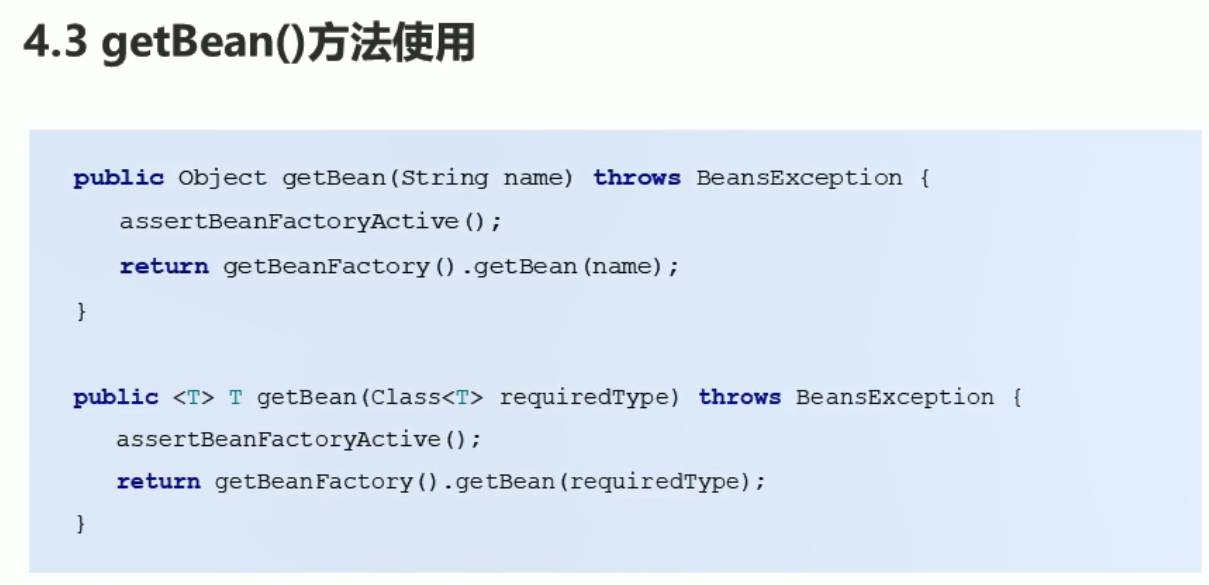 4.3 getBean()方法使用
public Object getBean(String name) throws BeansException {
assertBeanFactoryActive();
return getBeanFactory().getBean(name);
}
public <T> T getBean(Class<T> requiredType) throws BeansException {
assertBeanFactoryActive();
return getBeanFactory().getBean(requiredType);
}